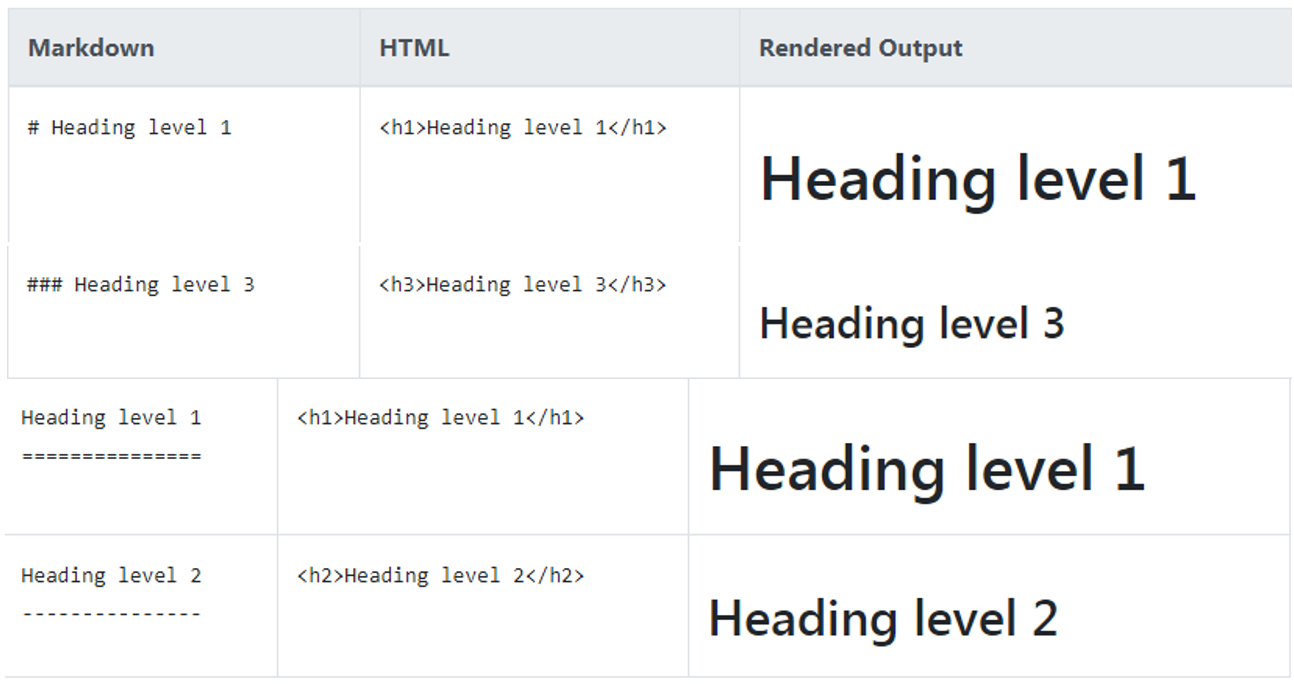 Markdown HTML Rendered Output
# Heading level 1 <h1>Heading level 1</h1>
Heading level 1
### Heading level 3 <h3>Heading level 3</h3>
Heading level 3
Heading level 1 <h1>Heading level 1</h1>
===============
Heading level 1
Heading level 2 <h2>Heading level 2</h2>
---------------
Heading level 2